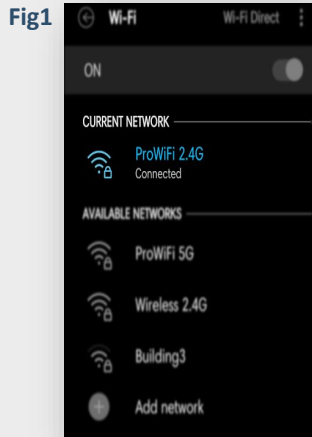 Fig1
Wi-Fi Wi-Fi Direct
ON
CURRENT NETWORK
ProWiFi 2.4G
Connected
AVAILABLE NETWORKS
ProWiFi 5G
Wireless 2.4G
Building3
Add network